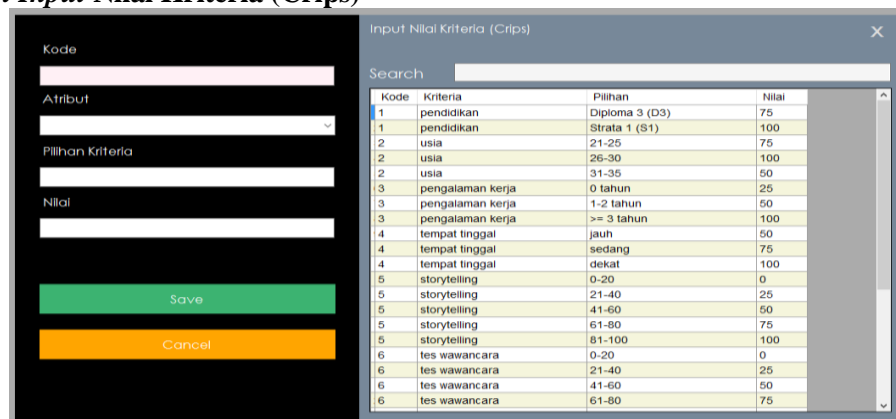 Input Nilai Kriteria (Crips)
Kode
Atribut
Pilihan Kriteria
Nilai
Save
Cancel
Input Nilai Kriteria (Crips)
X
Search
Kode Kriteria Pilihan Nilai
1 pendidikan Diploma 3 (D3) 75
1 pendidikan Strata 1 (S1) 100
2 usia 21-25 75
2 usia 26-30 100
2 usia 31-35 50
3 pengalaman kerja 0 tahun 25
3 pengalaman kerja 1-2 tahun 50
3 pengalaman kerja >= 3 tahun 100
4 tempat tinggal jauh 50
4 tempat tinggal sedang 75
4 tempat tinggal dekat 100
5 storytelling 0-20 0
5 storytelling 21-40 25
5 storytelling 41-60 50
5 storytelling 61-80 75
5 storytelling 81-100 100
6 tes wawancara 0-20 0
6 tes wawancara 21-40 25
6 tes wawancara 41-60 50
6 tes wawancara 61-80 75